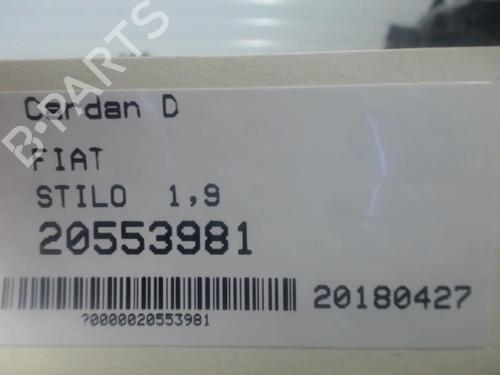 Cardan D
FIAT
STILO 1,9
20553981
20180427
?0000020553981
B-PARTS